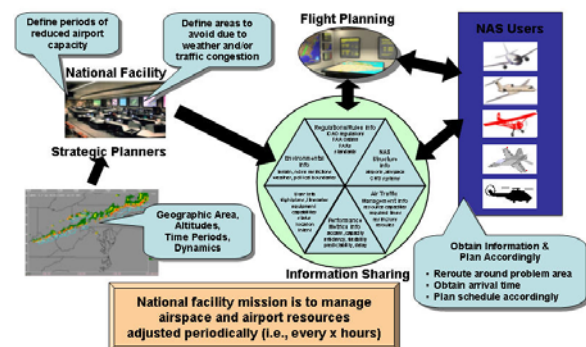 Define periods of
reduced airport
capacity
Define areas to
avoid due to
weather and/or
traffic congestion
National Facility
Strategic Planners
Geographic Area,
Altitudes,
Time Periods,
Dynamics
Flight Planning
NAS Users
Regulations/Rules info
Environmental
info
NAS
Structure
info
Air Traffic
Management info
Performance
Metrics info
Information Sharing
Obtain Information &
Plan Accordingly
• Reroute around problem area
• Obtain arrival time
• Plan schedule accordingly
National facility mission is to manage
airspace and airport resources
adjusted periodically (i.e., every x hours)